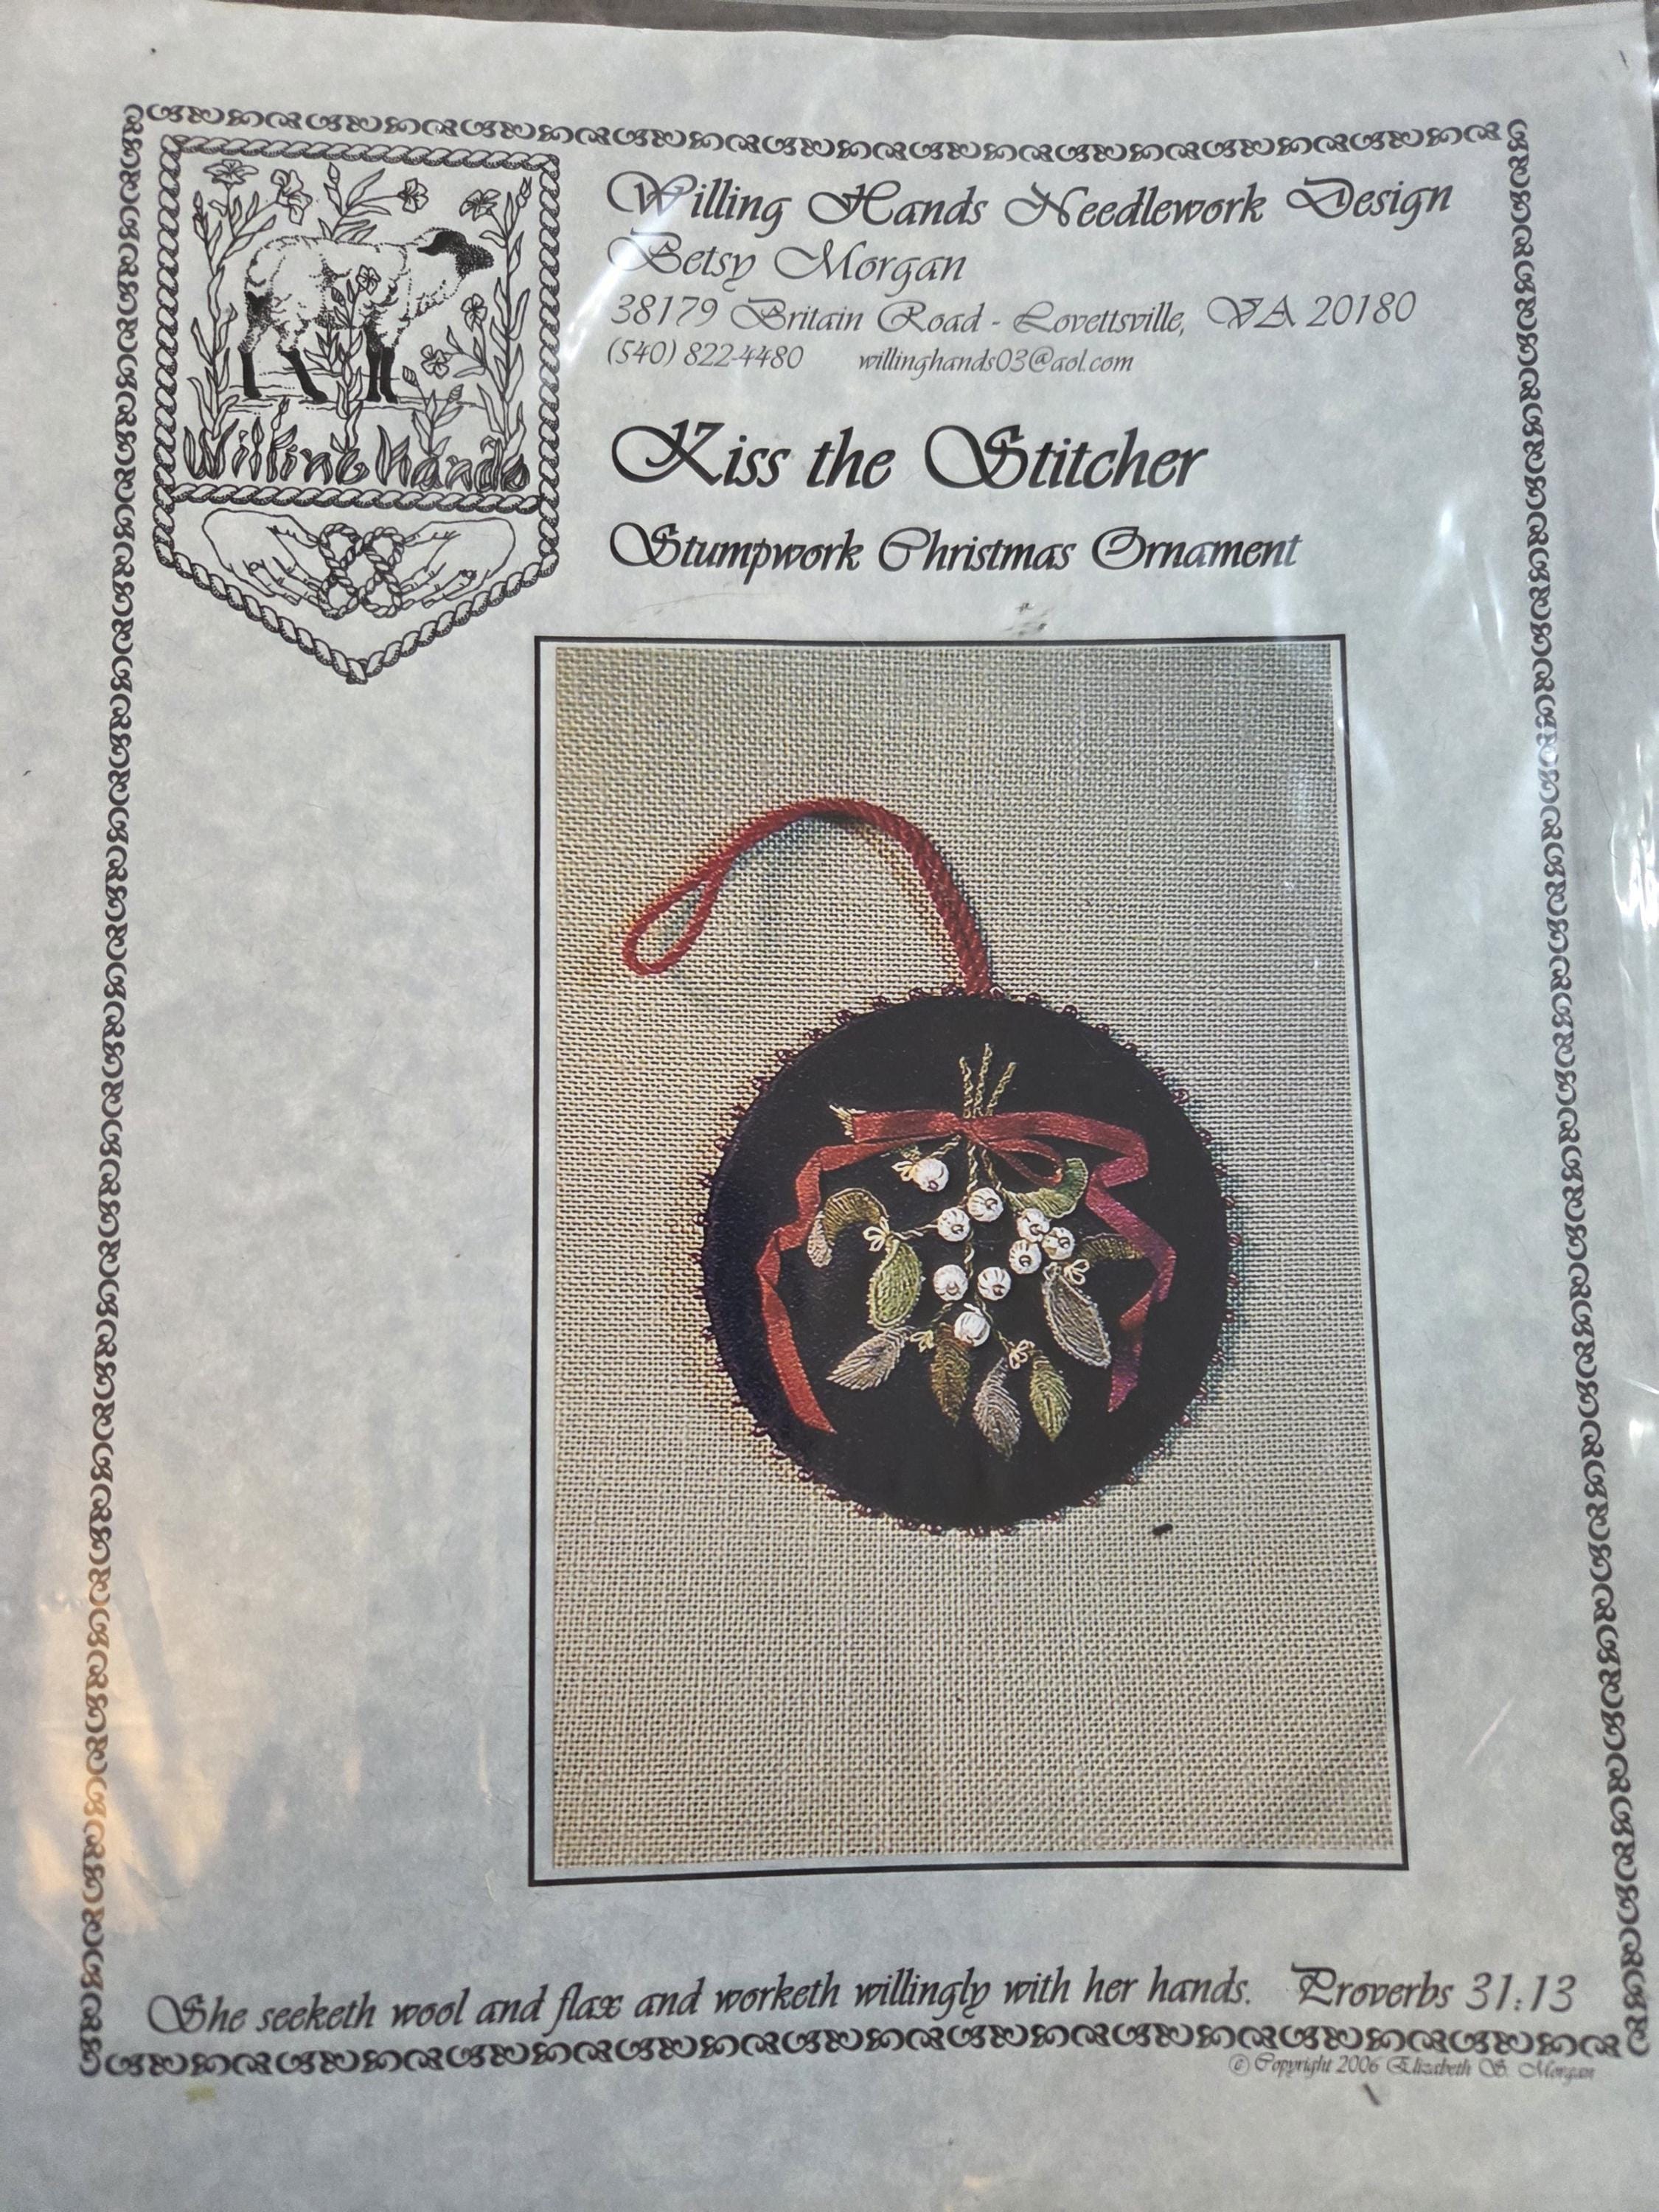 Willing Hands Needlework Design
Betsy Morgan
38179 Britain Road - Lovettsville, VA 20180
(540) 822-4480 willinghands03@aol.com
Willing Hands
Kiss the Stitcher
Stumpwork Christmas Ornament
She seeketh wool and flax and worketh willingly with her hands. Proverbs 31:13
© Copyright 2006 Elizabeth S. Morgan